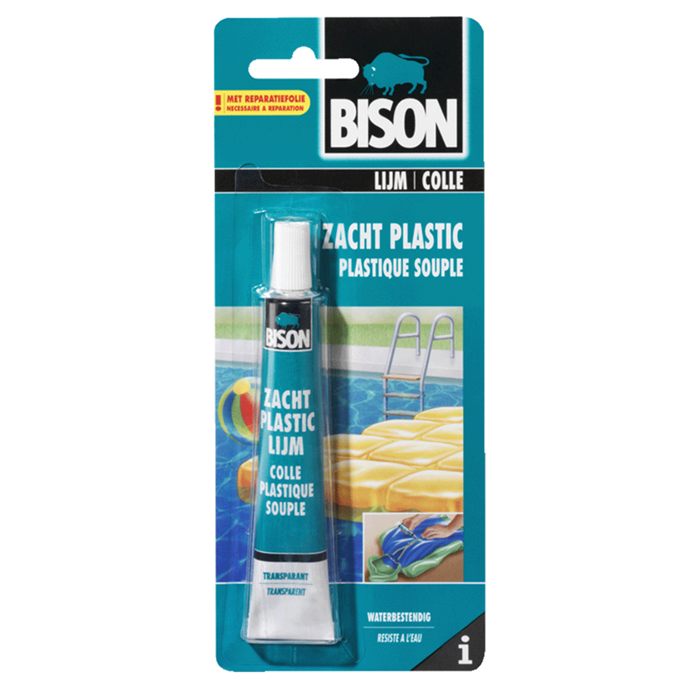 ! MET REPARATIEFOLIE
NECESSAIRE A REPARATION
BISON
LIJM | COLLE
ZACHT PLASTIC
PLASTIQUE SOUPLE
BISON
ZACHT
PLASTIC
LIJM
COLLE
PLASTIQUE
SOUPLE
TRANSPARANT
TRANSPARENT
WATERBESTENDIG
RESISTE A L'EAU
i